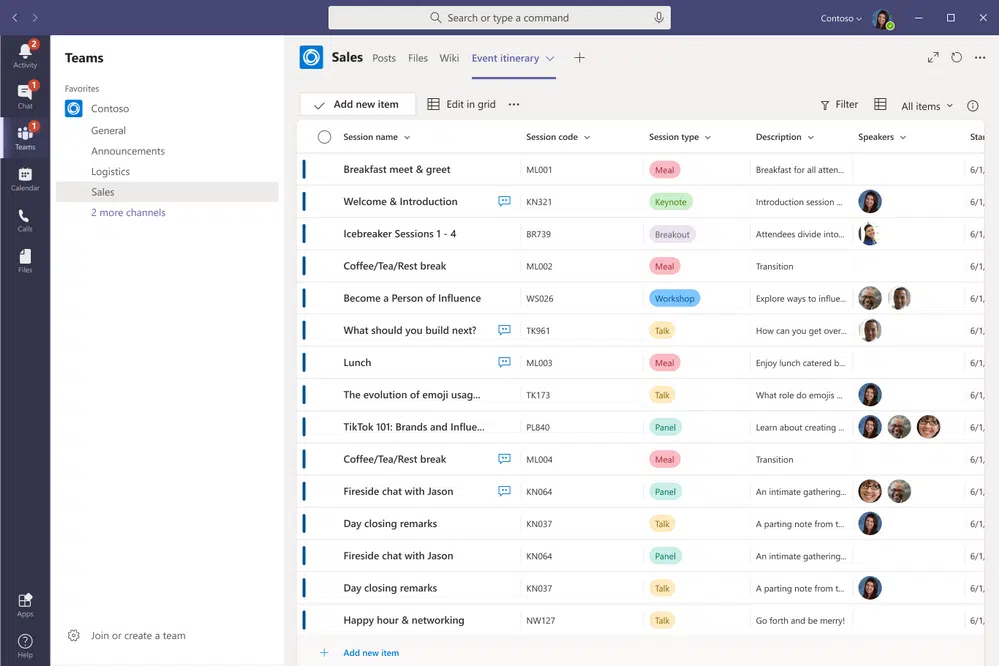 Search or type a command
Contoso
2
Activity
1
Chat
1
Teams
Calendar
Calls
Files
Apps
Help
Teams
Favorites
Contoso
General
Announcements
Logistics
Sales
2 more channels
Join or create a team
Sales Posts Files Wiki Event itinerary
Add new item Edit in grid ··· Filter All items
Session name Session code Session type Description Speakers
Breakfast meet & greet ML001 Meal Breakfast for all atten... 6/1,
Welcome & Introduction KN321 Keynote Introduction session ... 6/1,
Icebreaker Sessions 1 - 4 BR739 Breakout Attendees divide into... 6/1,
Coffee/Tea/Rest break ML002 Meal Transition 6/1,
Become a Person of Influence WS026 Workshop Explore ways to influe... 6/1,
What should you build next? TK961 Talk How can you get over... 6/1,
Lunch ML003 Meal Enjoy lunch catered b... 6/1,
The evolution of emoji usag... TK173 Talk What role do emojis ... 6/1,
TikTok 101: Brands and Influe... PL840 Panel Learn about creating ... 6/1,
Coffee/Tea/Rest break ML004 Meal Transition 6/1,
Fireside chat with Jason KN064 Panel An intimate gathering... 6/1,
Day closing remarks KN037 Talk A parting note from t... 6/1,
Fireside chat with Jason KN064 Panel An intimate gathering... 6/1,
Day closing remarks KN037 Talk A parting note from t... 6/1,
Happy hour & networking NW127 Talk Go forth and be merry! 6/1,
Add new item